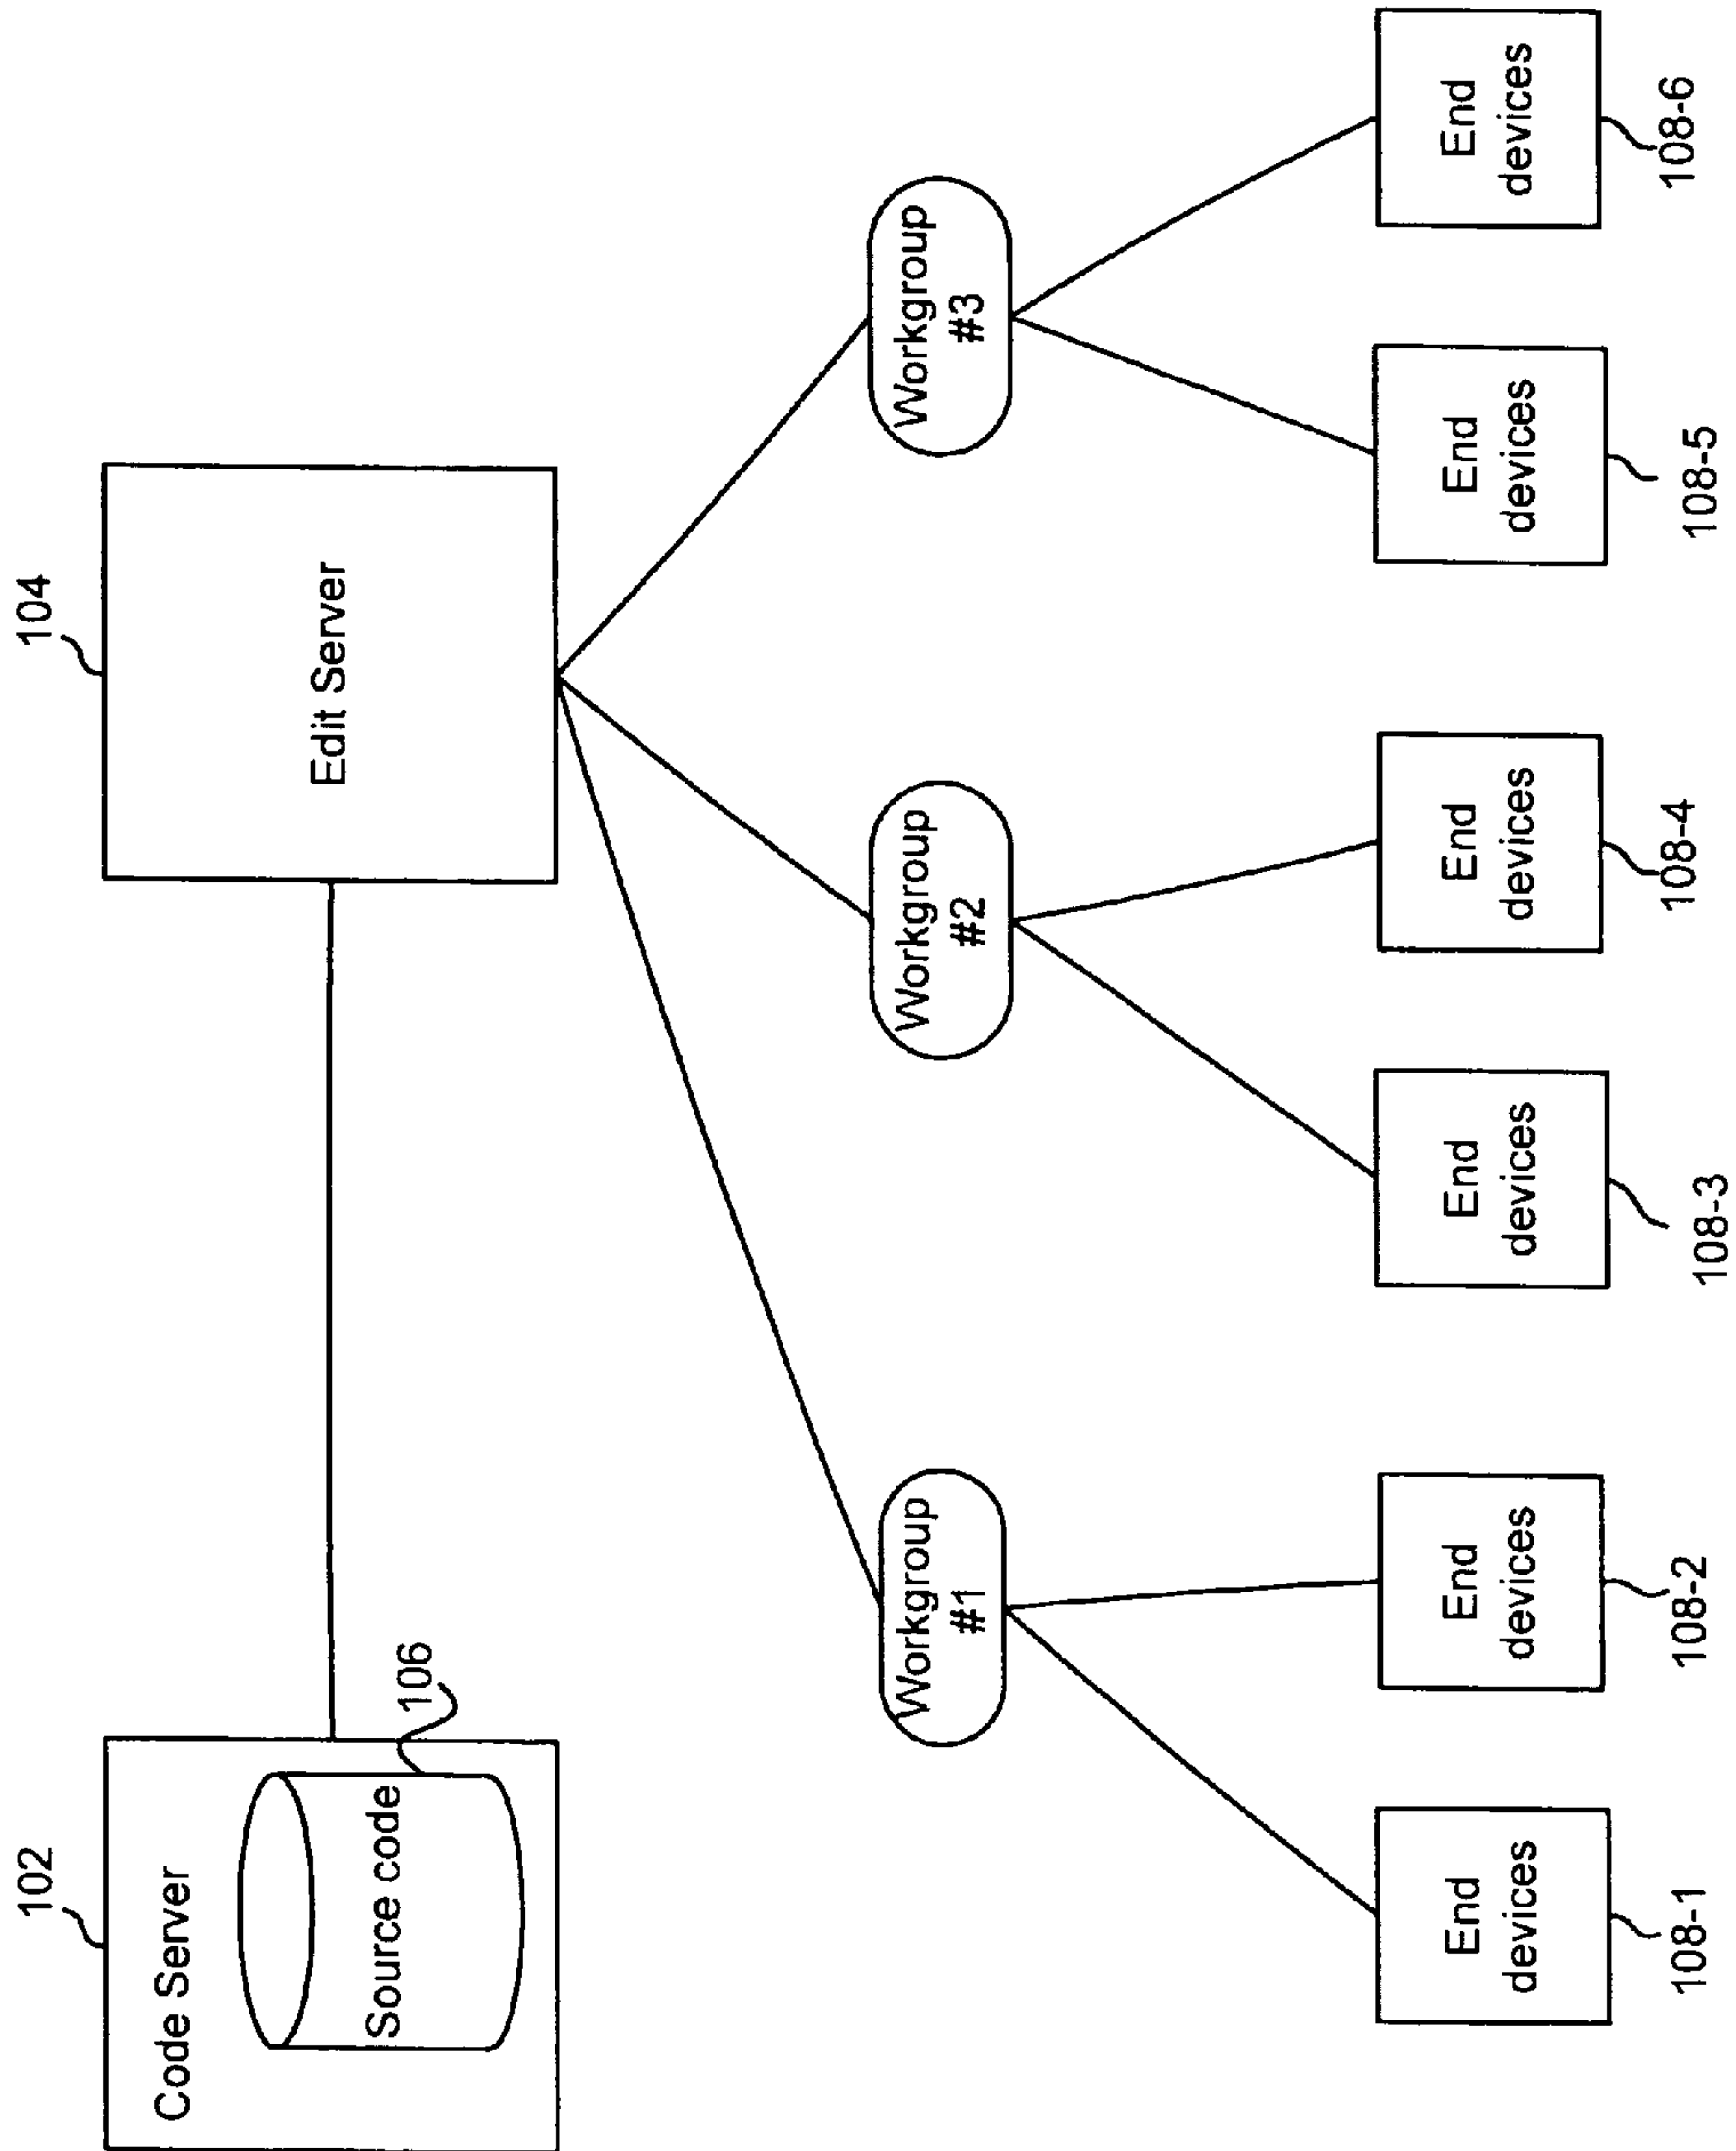 102
104
Code Server
Source code
106
Edit Server
Workgroup
#1
Workgroup
#2
Workgroup
#3
End
devices
End
devices
End
devices
End
devices
End
devices
End
devices
108-1
108-2
108-3
108-4
108-5
108-6